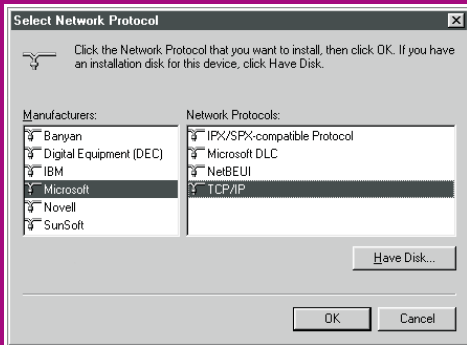 Select Network Protocol
Click the Network Protocol that you want to install, then click OK. If you have
an installation disk for this device, click Have Disk.
Manufacturers:
Banyan
Digital Equipment (DEC)
IBM
Microsoft
Novell
SunSoft
Network Protocols:
IPX/SPX-compatible Protocol
Microsoft DLC
NetBEUI
TCP/IP
Have Disk...
OK
Cancel